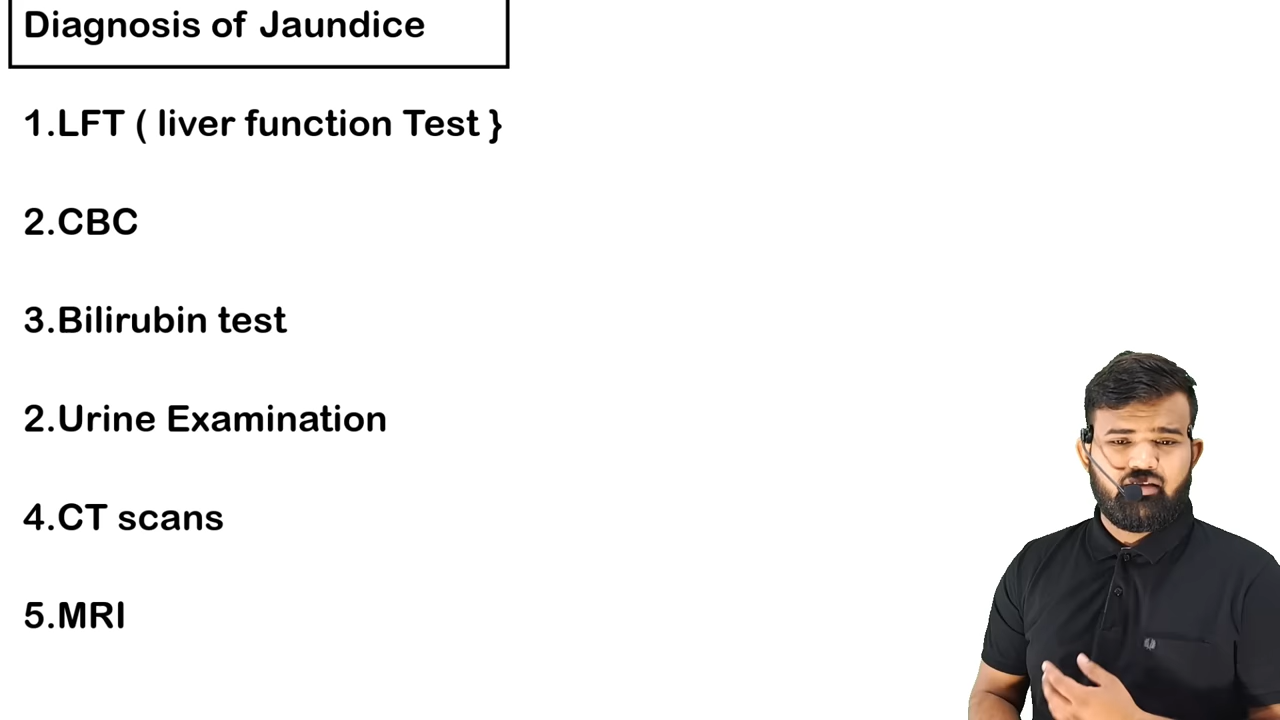 Diagnosis of Jaundice
1.LFT ( liver function Test }
2.CBC
3.Bilirubin test
2.Urine Examination
4.CT scans
5.MRI